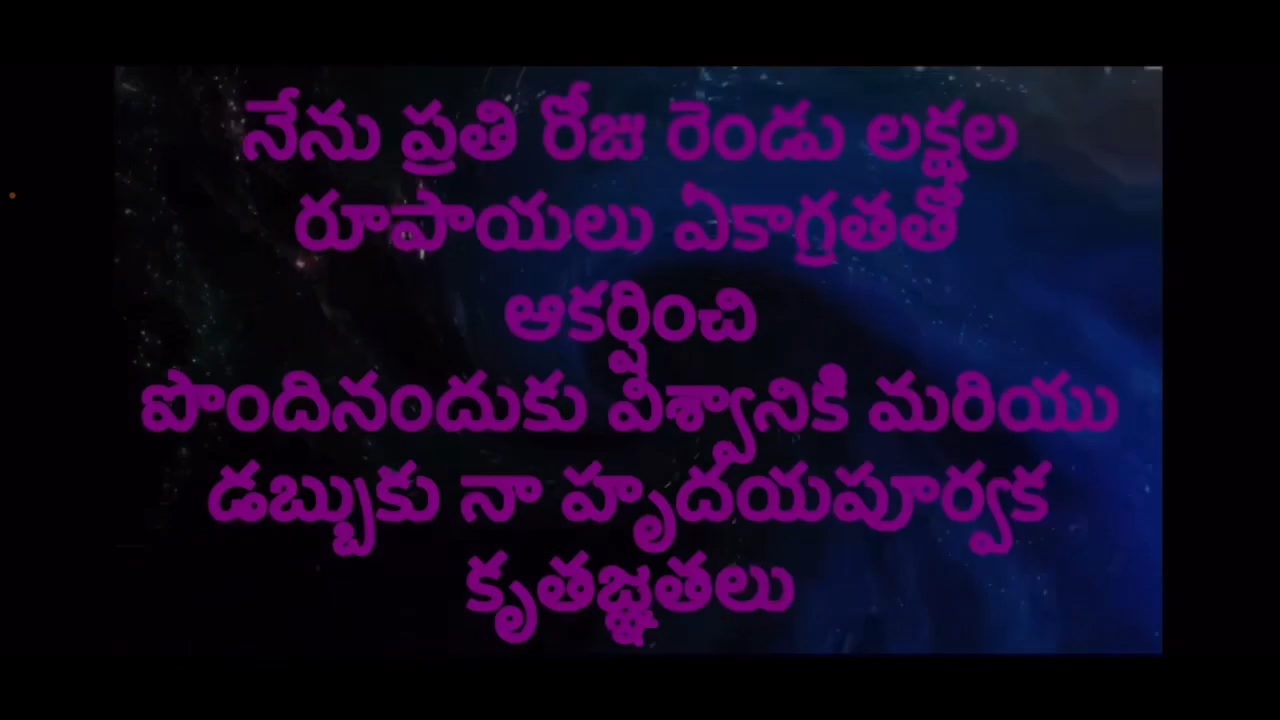 నేను ప్రతి రోజు రెండు లక్షల
రూపాయలు ఏకాగ్రతతో
ఆకర్షించి
పొందినందుకు విశ్వానికి మరియు
డబ్బుకు నా హృదయపూర్వక
కృతజ్ఞతలు